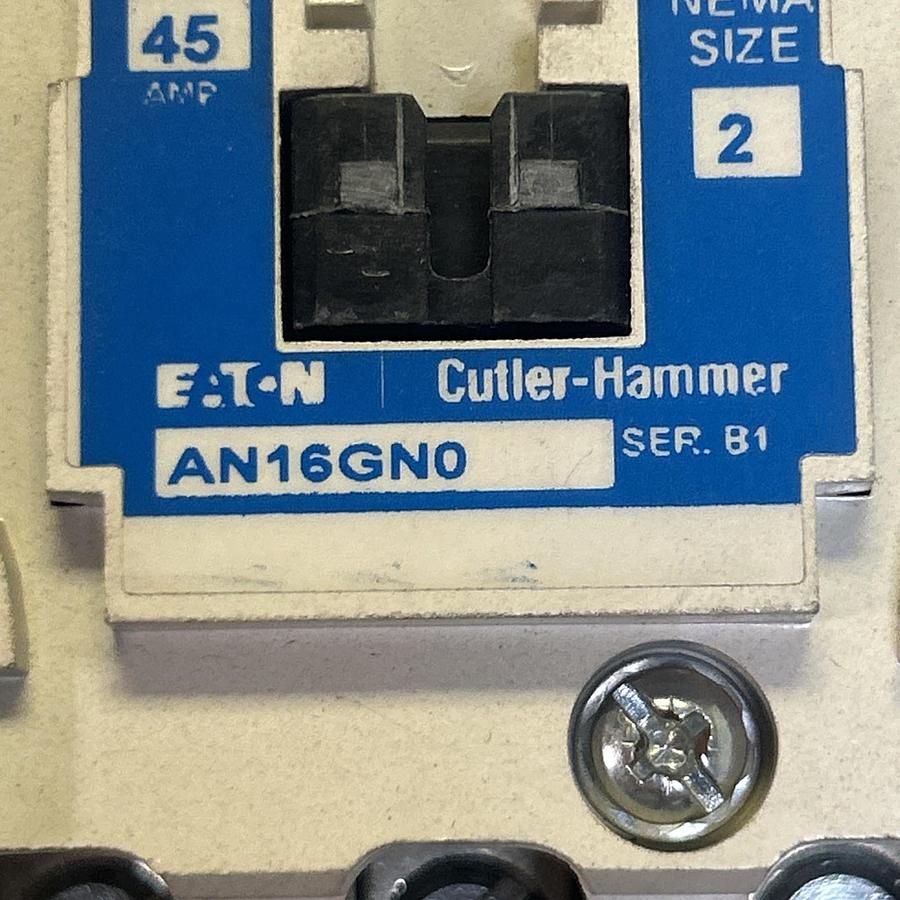 45
AMP
NEMA
SIZE
2
EATON
Cutler-Hammer
AN16GN0
SER. B1